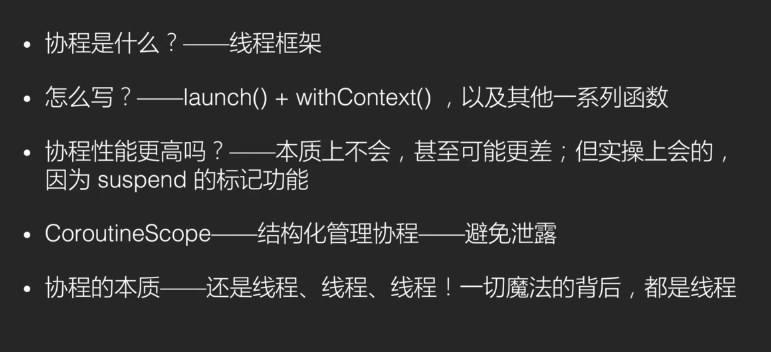 • 协程是什么？——线程框架
• 怎么写？——launch() + withContext() ，以及其他一系列函数
• 协程性能更高吗？——本质上不会，甚至可能更差；但实操上会的，
因为 suspend 的标记功能
• CoroutineScope——结构化管理协程——避免泄露
• 协程的本质——还是线程、线程、线程！一切魔法的背后，都是线程